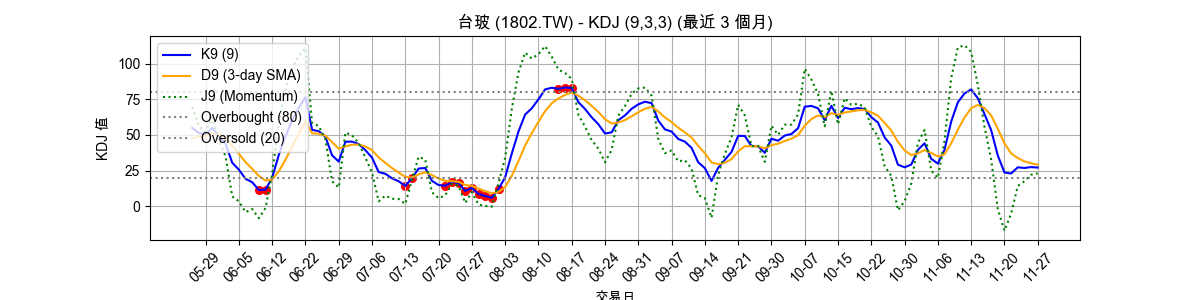 台玻 (1802.TW) - KDJ (9,3,3) (最近 3 個月)
K9 (9)
D9 (3-day SMA)
J9 (Momentum)
Overbought (80)
Oversold (20)
KDJ 值
100
75
50
25
0
05-29 06-05 06-12 06-22 06-29 07-06 07-13 07-20 07-27 08-03 08-10 08-17 08-24 08-31 09-07 09-14 09-21 09-30 10-07 10-15 10-22 10-30 11-06 11-13 11-20 11-27
交易日